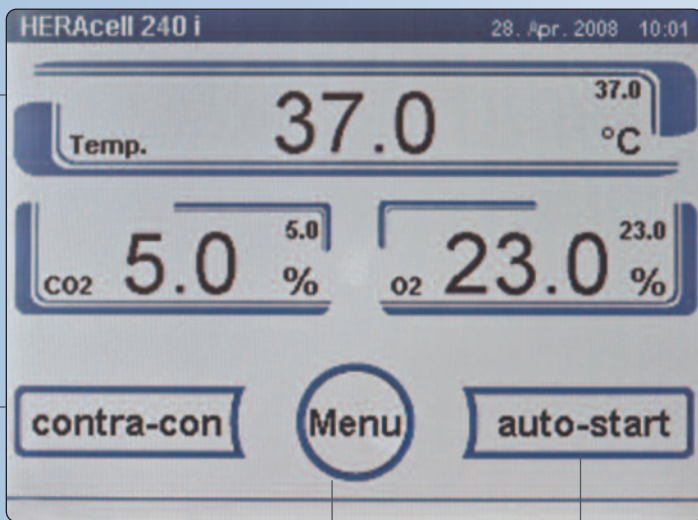 HERAcell 240 i 28. Apr. 2008 10:01
37.0
Temp. 37.0 °C
5.0
CO2 5.0 %
23.0
O2 23.0 %
contra-con Menu auto-start